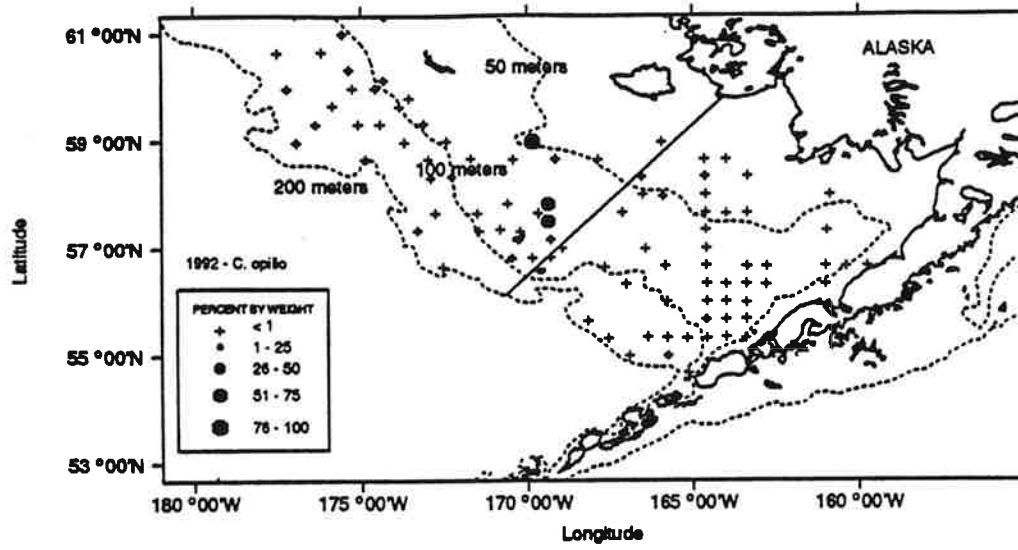 61 °00'N
59 °00'N
57 °00'N
55 °00'N
53 °00'N
Latitude
ALASKA
50 meters
100 meters
200 meters
1992 - C. opilio
PERCENT BY WEIGHT
< 1
1 - 25
26 - 50
51 - 75
76 - 100
180 °00'W
175 °00'W
170 °00'W
165 °00'W
160 °00'W
Longitude